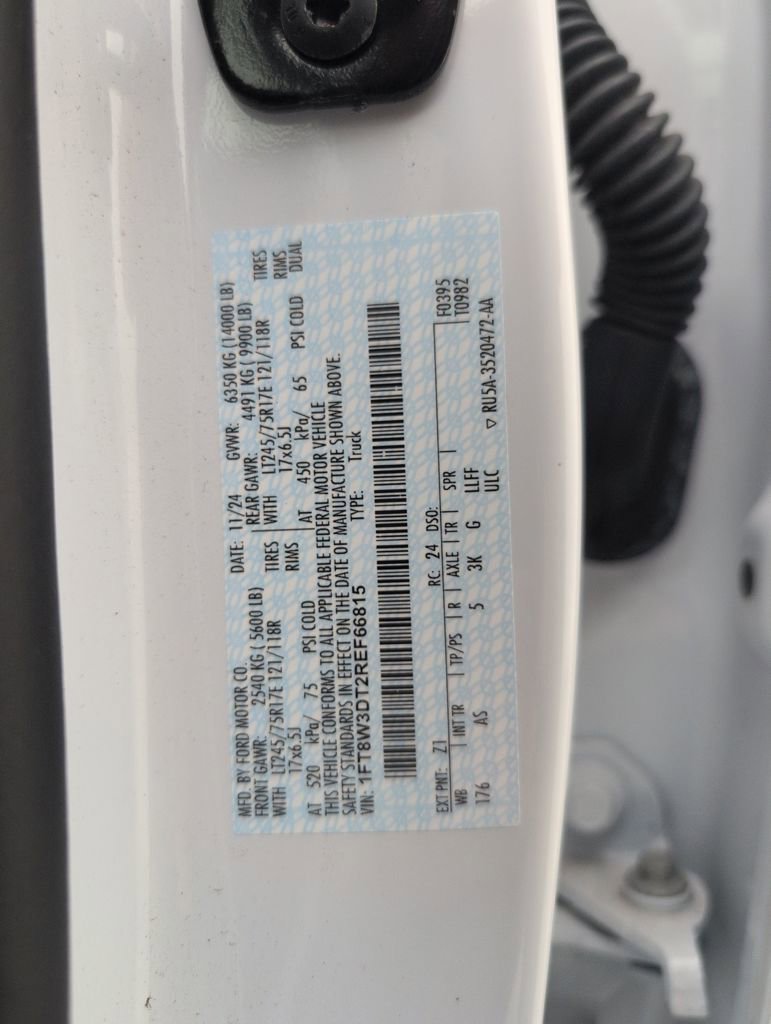 MFD. BY FORD MOTOR CO.
DATE: 11/24 GVWR: 6350 KG (14000 LB)
FRONT GAWR: 2540 KG ( 5600 LB)
REAR GAWR: 4491 KG ( 9900 LB)
WITH LT245/75R17E 121/118R TIRES
WITH LT245/75R17E 121/118R TIRES
17x6.5J RIMS
17x6.5J RIMS
AT 520 kPa/ 75 PSI COLD
AT 450 kPa/ 65 PSI COLD DUAL
THIS VEHICLE CONFORMS TO ALL APPLICABLE FEDERAL MOTOR VEHICLE
SAFETY STANDARDS IN EFFECT ON THE DATE OF MANUFACTURE SHOWN ABOVE.
VIN: 1FT8W3DT2REF66815 TYPE: Truck
F0395
EXT PNT: Z1 RC: 24 DSO: T0982
WB INT TR TP/PS R AXLE TR SPR
176 AS 5 3K G LLFF
ULC ▽ RU5A-3520472-AA